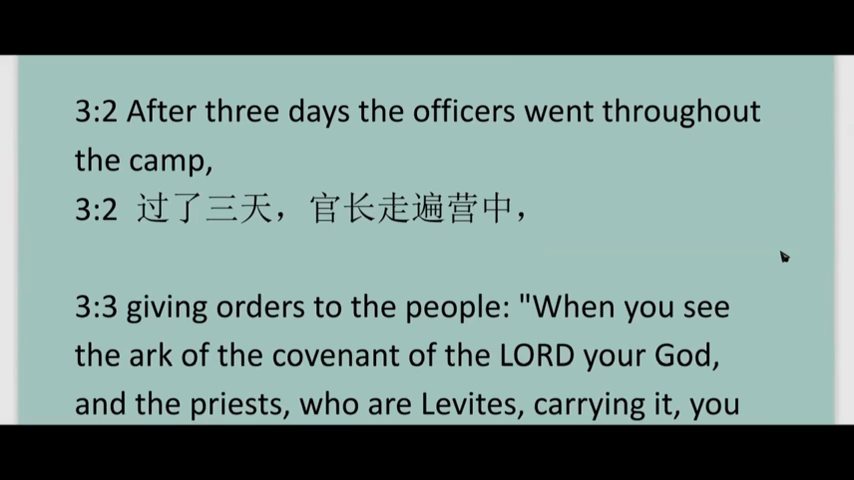 3:2 After three days the officers went throughout
the camp,
3:2 过了三天，官长走遍营中，
3:3 giving orders to the people: "When you see
the ark of the covenant of the LORD your God,
and the priests, who are Levites, carrying it, you